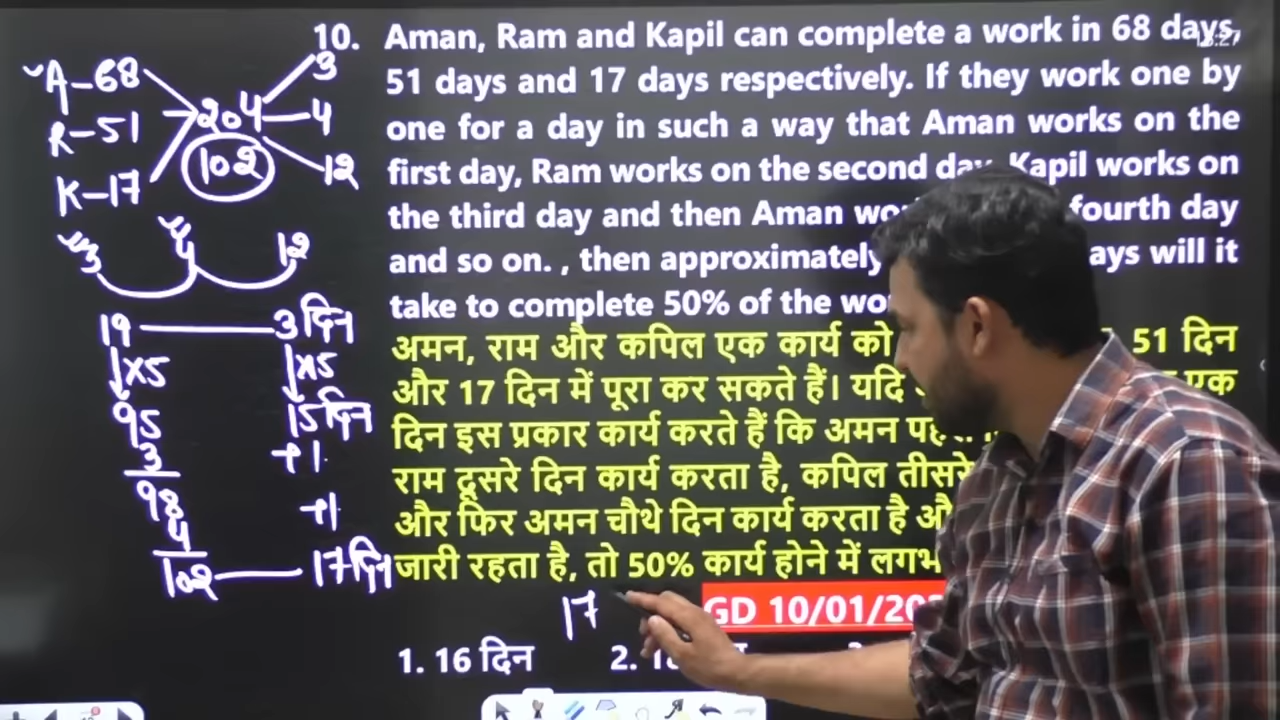 10. Aman, Ram and Kapil can complete a work in 68 days,
51 days and 17 days respectively. If they work one by
one for a day in such a way that Aman works on the
first day, Ram works on the second day, Kapil works on
the third day and then Aman fourth day
and so on. , then approximately will it
take to complete 50% of the
अमन, राम और कपिल एक कार्य को 51 दिन
और 17 दिन में पूरा कर सकते हैं। यदि एक
दिन इस प्रकार कार्य करते हैं कि अमन
राम दूसरे दिन कार्य करता है, कपिल तीसरे
और फिर अमन चौथे दिन कार्य करता है
जारी रहता है, तो 50% कार्य होने में
GD 10/01/20
1. 16 दिन 2.
A-68
R-51
K-17
204
102
3
4
12
3 4 12
19 3 दिन
x5 x5
95 15 दिन
3 +1
98 +1
4
102 17 दिन
17